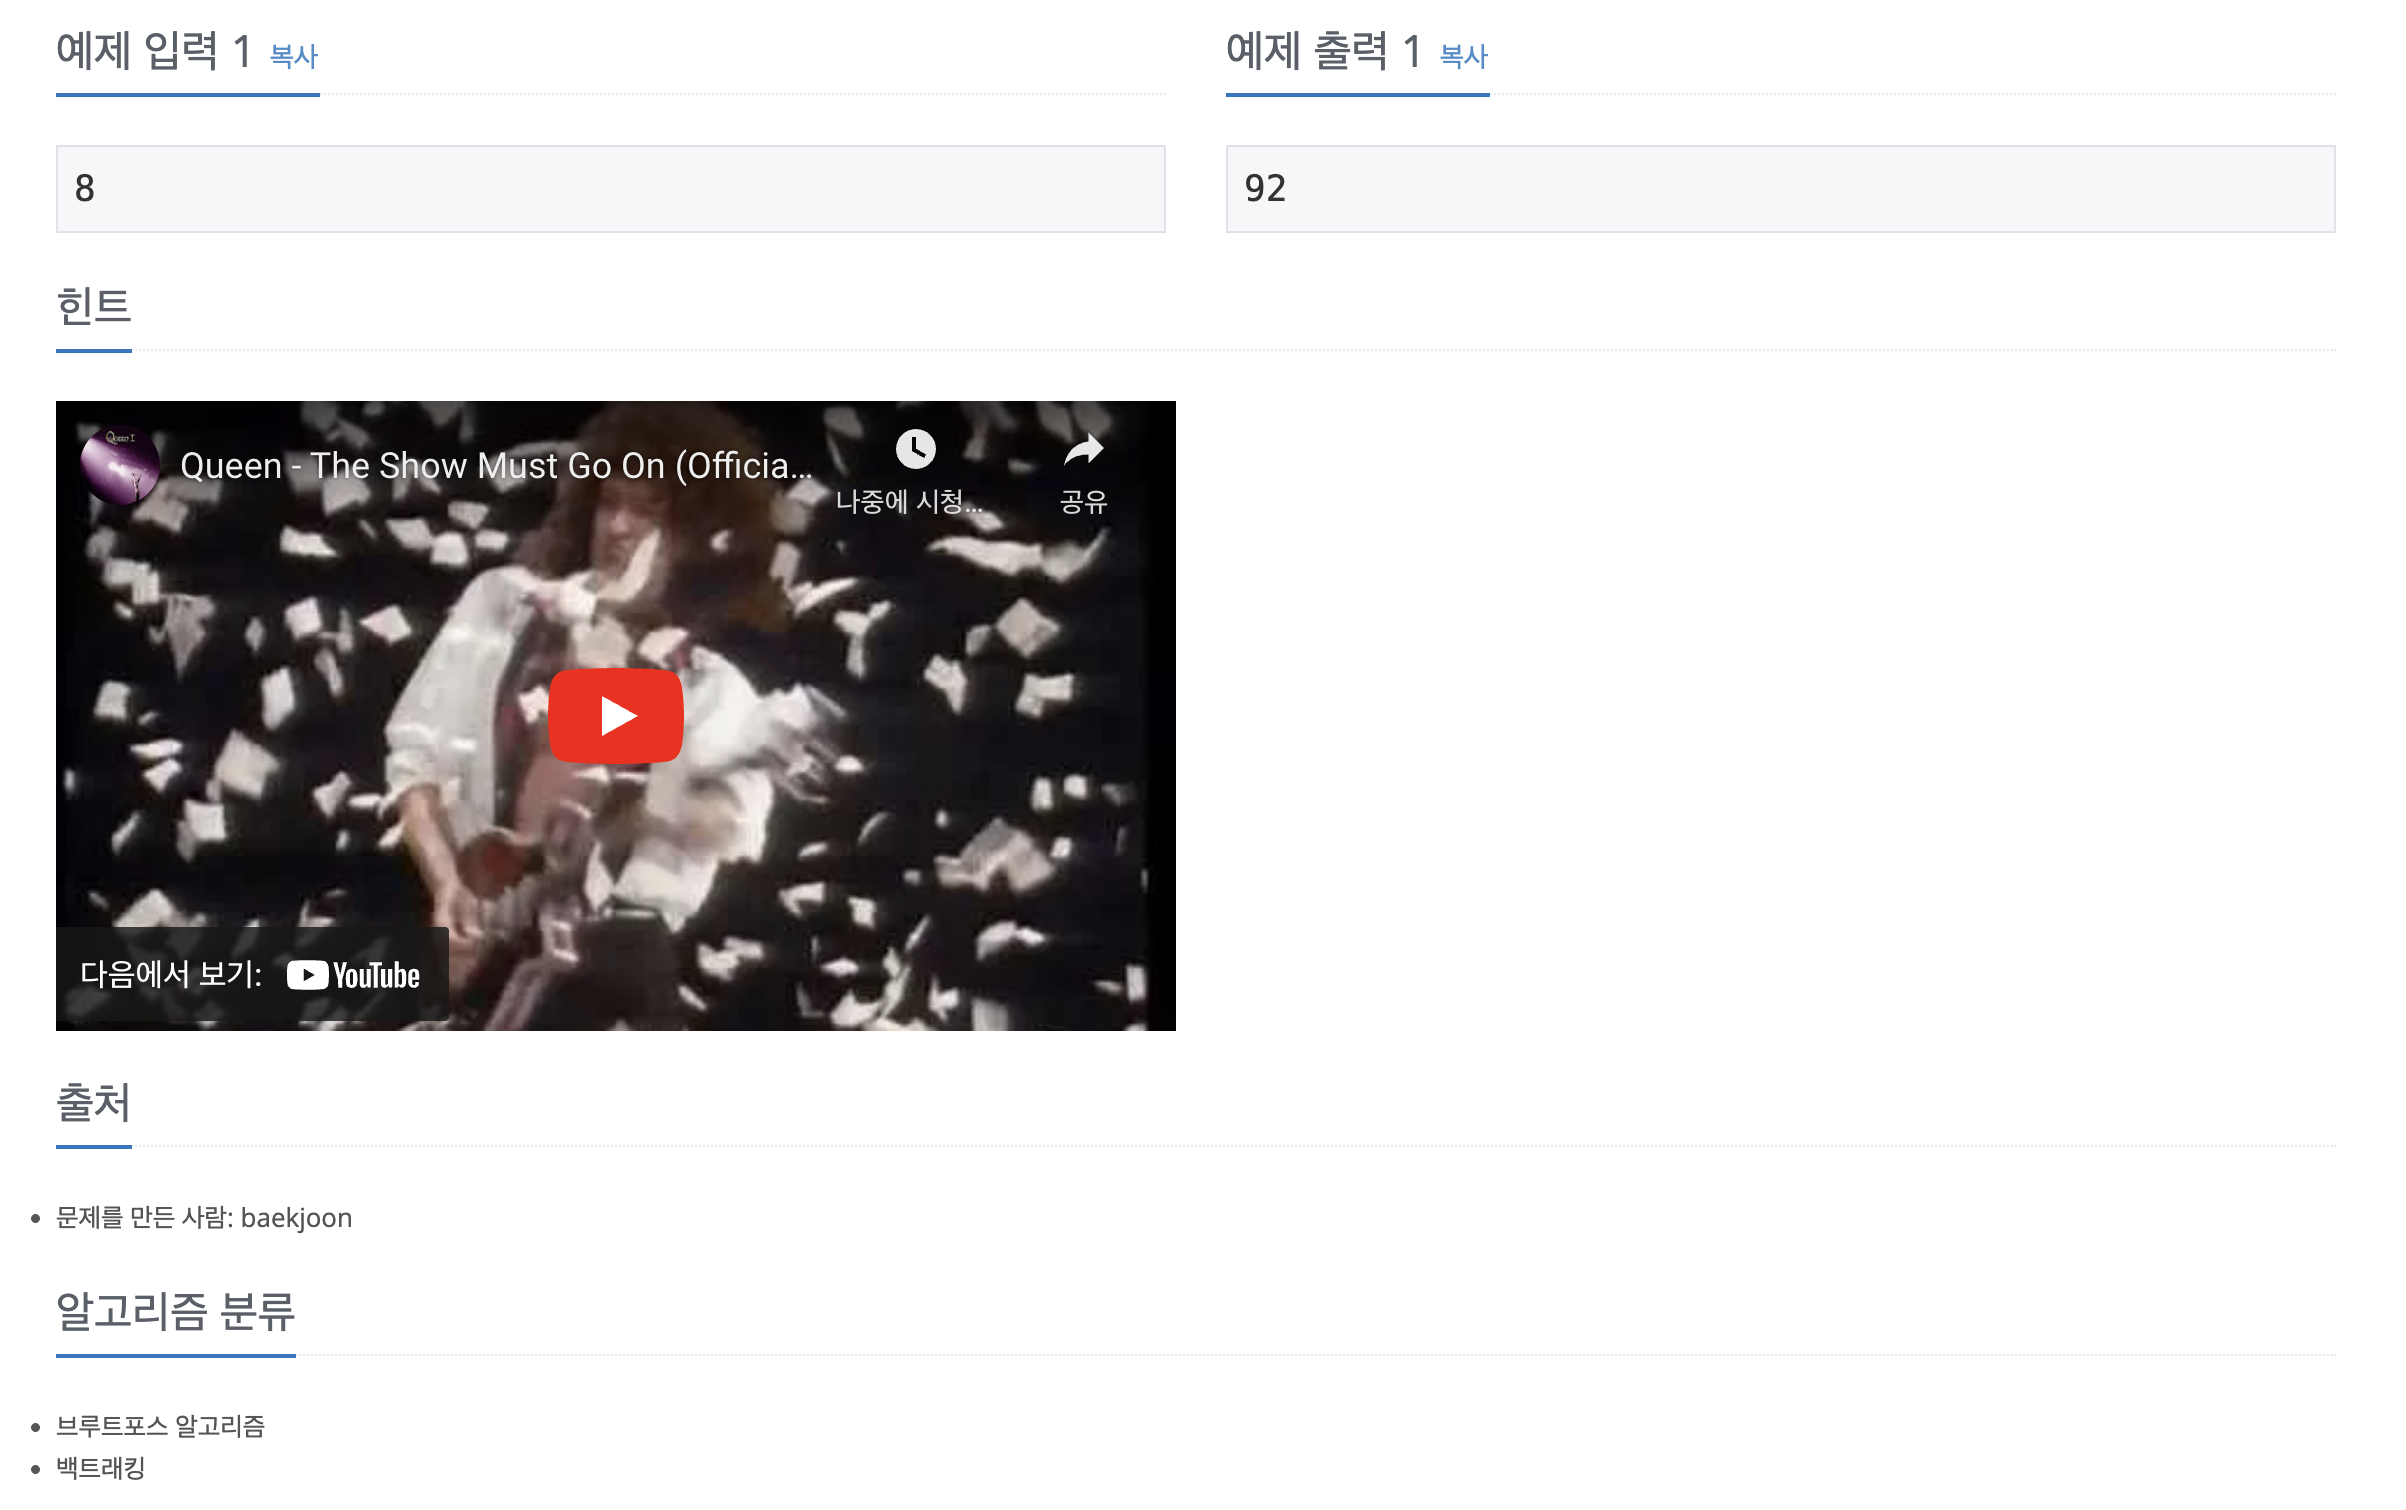 예제 입력 1 복사
예제 출력 1 복사
8
92
힌트
Queen - The Show Must Go On (Officia...
나중에 시청...
공유
다음에서 보기: YouTube
출처
문제를 만든 사람: baekjoon
알고리즘 분류
브루트포스 알고리즘
백트래킹